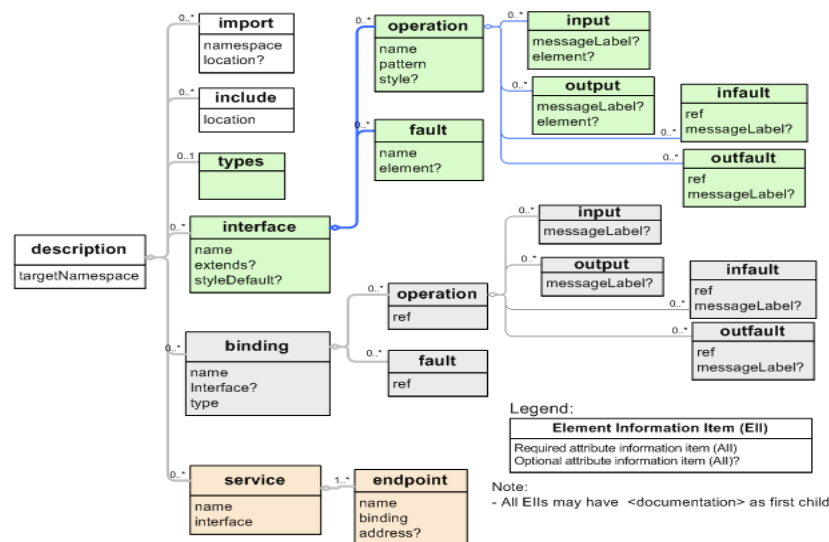 0..*
import
namespace
location?
0..*
include
location
0..1
types
0..*
interface
name
extends?
styleDefault?
description
targetNamespace
0..*
binding
name
Interface?
type
0..*
service
name
interface
1..*
endpoint
name
binding
address?
0..*
operation
name
pattern
style?
0..*
fault
name
element?
0..*
input
messageLabel?
element?
0..*
output
messageLabel?
element?
0..*
infault
ref
messageLabel?
0..*
outfault
ref
messageLabel?
0..*
operation
ref
0..*
fault
ref
0..*
input
messageLabel?
0..*
output
messageLabel?
0..*
infault
ref
messageLabel?
0..*
outfault
ref
messageLabel?
Legend:
Element Information Item (EII)
Required attribute information item (AII)
Optional attribute information item (AII)?
Note:
- All EIIs may have <documentation> as first child